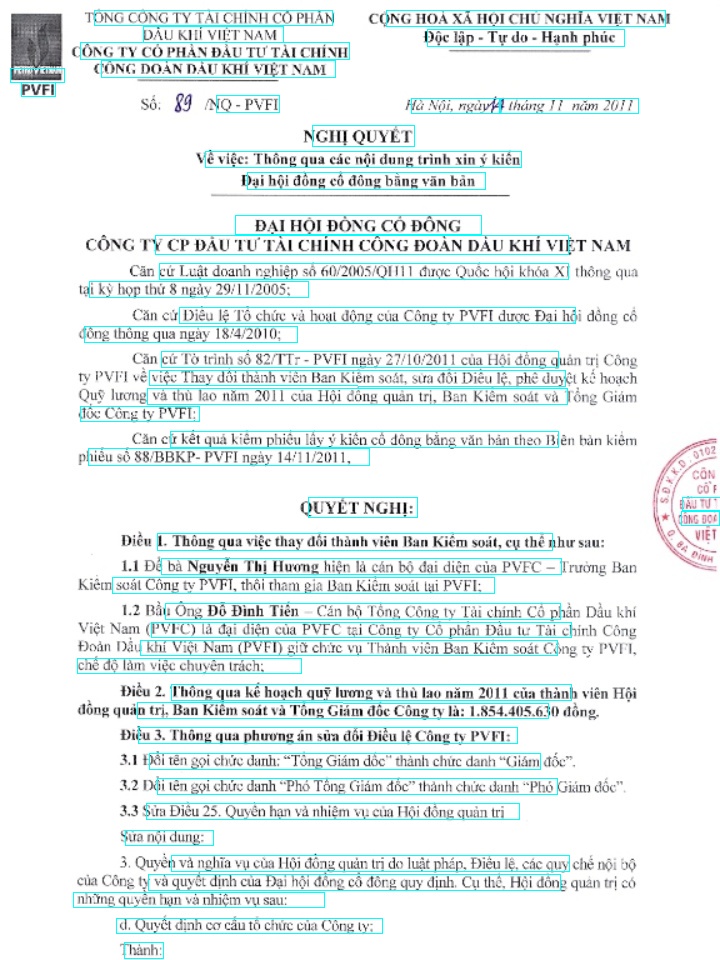 TỔNG CÔNG TY TÀI CHÍNH CỔ PHẦN
DẦU KHÍ VIỆT NAM
CÔNG TY CỔ PHẦN ĐẦU TƯ TÀI CHÍNH
CÔNG ĐOÀN DẦU KHÍ VIỆT NAM
PVFI
CỘNG HOÀ XÃ HỘI CHỦ NGHĨA VIỆT NAM
Độc lập - Tự do - Hạnh phúc
Số: 89 /NQ - PVFI
Hà Nội, ngày 14 tháng 11 năm 2011
NGHỊ QUYẾT
Về việc: Thông qua các nội dung trình xin ý kiến
Đại hội đồng cổ đông bằng văn bản
ĐẠI HỘI ĐỒNG CỔ ĐÔNG
CÔNG TY CP ĐẦU TƯ TÀI CHÍNH CÔNG ĐOÀN DẦU KHÍ VIỆT NAM
Căn cứ Luật doanh nghiệp số 60/2005/QH11 được Quốc hội khóa XI thông qua
tại kỳ họp thứ 8 ngày 29/11/2005;
Căn cứ Điều lệ Tổ chức và hoạt động của Công ty PVFI được Đại hội đồng cổ
đông thông qua ngày 18/4/2010;
Căn cứ Tờ trình số 82/TTr - PVFI ngày 27/10/2011 của Hội đồng quản trị Công
ty PVFI về việc Thay đổi thành viên Ban Kiểm soát, sửa đổi Điều lệ, phê duyệt kế hoạch
Quỹ lương và thù lao năm 2011 của Hội đồng quản trị, Ban Kiểm soát và Tổng Giám
đốc Công ty PVFI;
Căn cứ kết quả kiểm phiếu lấy ý kiến cổ đông bằng văn bản theo Biên bản kiểm
phiếu số 88/BBKP- PVFI ngày 14/11/2011,
QUYẾT NGHỊ:
Điều 1. Thông qua việc thay đổi thành viên Ban Kiểm soát, cụ thể như sau:
1.1 Để bà Nguyễn Thị Hương hiện là cán bộ đại diện của PVFC – Trưởng Ban
Kiểm soát Công ty PVFI, thôi tham gia Ban Kiểm soát tại PVFI;
1.2 Bầu Ông Đỗ Đình Tiến – Cán bộ Tổng Công ty Tài chính Cổ phần Dầu khí
Việt Nam (PVFC) là đại diện của PVFC tại Công ty Cổ phần Đầu tư Tài chính Công
Đoàn Dầu khí Việt Nam (PVFI) giữ chức vụ Thành viên Ban Kiểm soát Công ty PVFI,
chế độ làm việc chuyên trách;
Điều 2. Thông qua kế hoạch quỹ lương và thù lao năm 2011 của thành viên Hội
đồng quản trị, Ban Kiểm soát và Tổng Giám đốc Công ty là: 1.854.405.630 đồng.
Điều 3. Thông qua phương án sửa đổi Điều lệ Công ty PVFI:
3.1 Đổi tên gọi chức danh: “Tổng Giám đốc” thành chức danh “Giám đốc”.
3.2 Đổi tên gọi chức danh “Phó Tổng Giám đốc” thành chức danh “Phó Giám đốc”.
3.3 Sửa Điều 25. Quyền hạn và nhiệm vụ của Hội đồng quản trị
Sửa nội dung:
3. Quyền và nghĩa vụ của Hội đồng quản trị do luật pháp, Điều lệ, các quy chế nội bộ
của Công ty và quyết định của Đại hội đồng cổ đông quy định. Cụ thể, Hội đồng quản trị có
những quyền hạn và nhiệm vụ sau:
d. Quyết định cơ cấu tổ chức của Công ty;
Thành:
S.Đ.K.K.D. 0102
CÔN
CỔ P
ĐẦU TƯ T
CÔNG ĐOÀ
VIỆT
Q. BA ĐÌNH